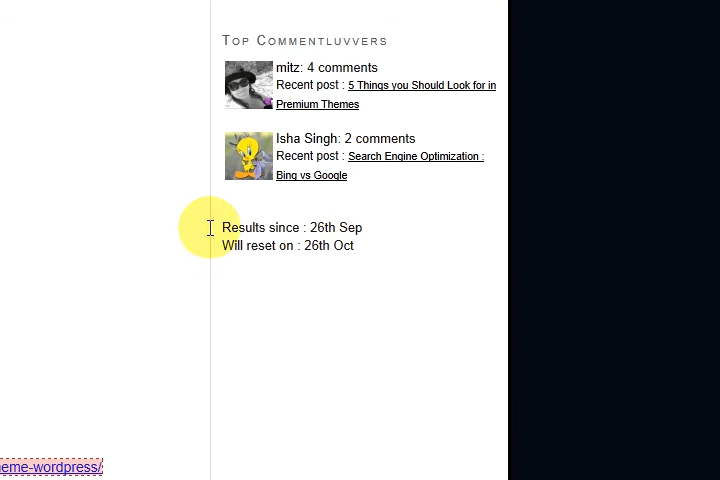 Top Commentluvvers
mitz: 4 comments
Recent post : 5 Things you Should Look for in
Premium Themes
Isha Singh: 2 comments
Recent post : Search Engine Optimization :
Bing vs Google
Results since : 26th Sep
Will reset on : 26th Oct
eme-wordpress/